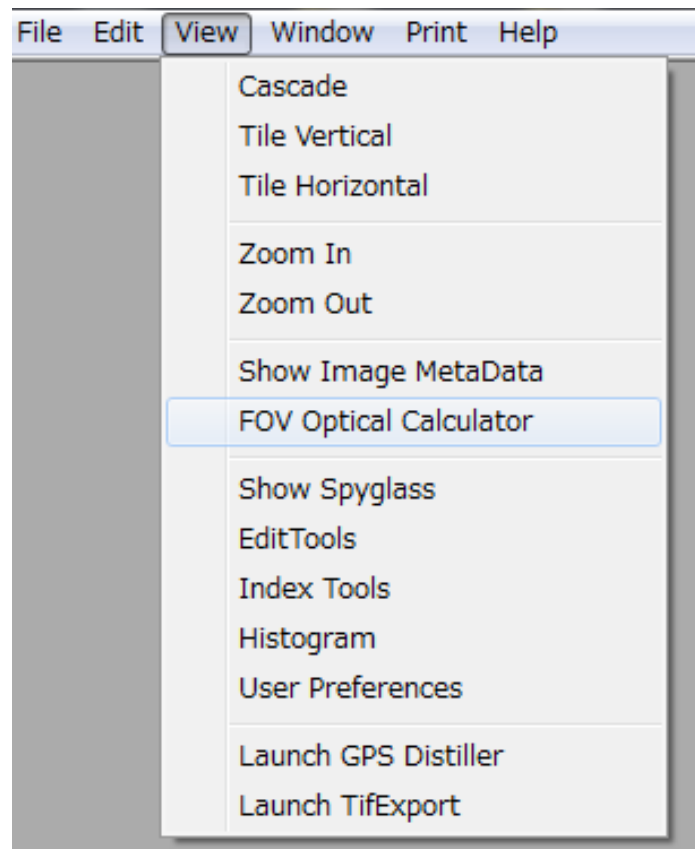 File Edit View Window Print Help
Cascade
Tile Vertical
Tile Horizontal
Zoom In
Zoom Out
Show Image MetaData
FOV Optical Calculator
Show Spyglass
EditTools
Index Tools
Histogram
User Preferences
Launch GPS Distiller
Launch TifExport